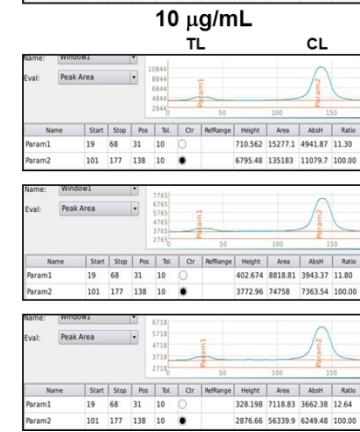 10 μg/mL
TL CL
Name: Window1
Eval: Peak Area
10844
8844
6844
4844
2844
0 50 100 150
Param1 Param2
Name Start Stop Pos Tol. Ctr RefRange Height Area AbsH Ratio
Param1 19 68 31 10 710.562 15277.1 4941.87 11.30
Param2 101 177 138 10 6795.48 135183 11079.7 100.00
Name: Window1
Eval: Peak Area
7765
6765
5765
4765
3765
2765
0 50 100 150
Param1 Param2
Name Start Stop Pos Tol. Ctr RefRange Height Area AbsH Ratio
Param1 19 68 31 10 402.674 8818.81 3943.37 11.80
Param2 101 177 138 10 3772.96 74758 7363.54 100.00
Name: Window1
Eval: Peak Area
6718
5718
4718
3718
0 50 100 150
Param1 Param2
Name Start Stop Pos Tol. Ctr RefRange Height Area AbsH Ratio
Param1 19 68 31 10 328.198 7118.83 3662.38 12.64
Param2 101 177 138 10 2876.66 56339.9 6249.48 100.00